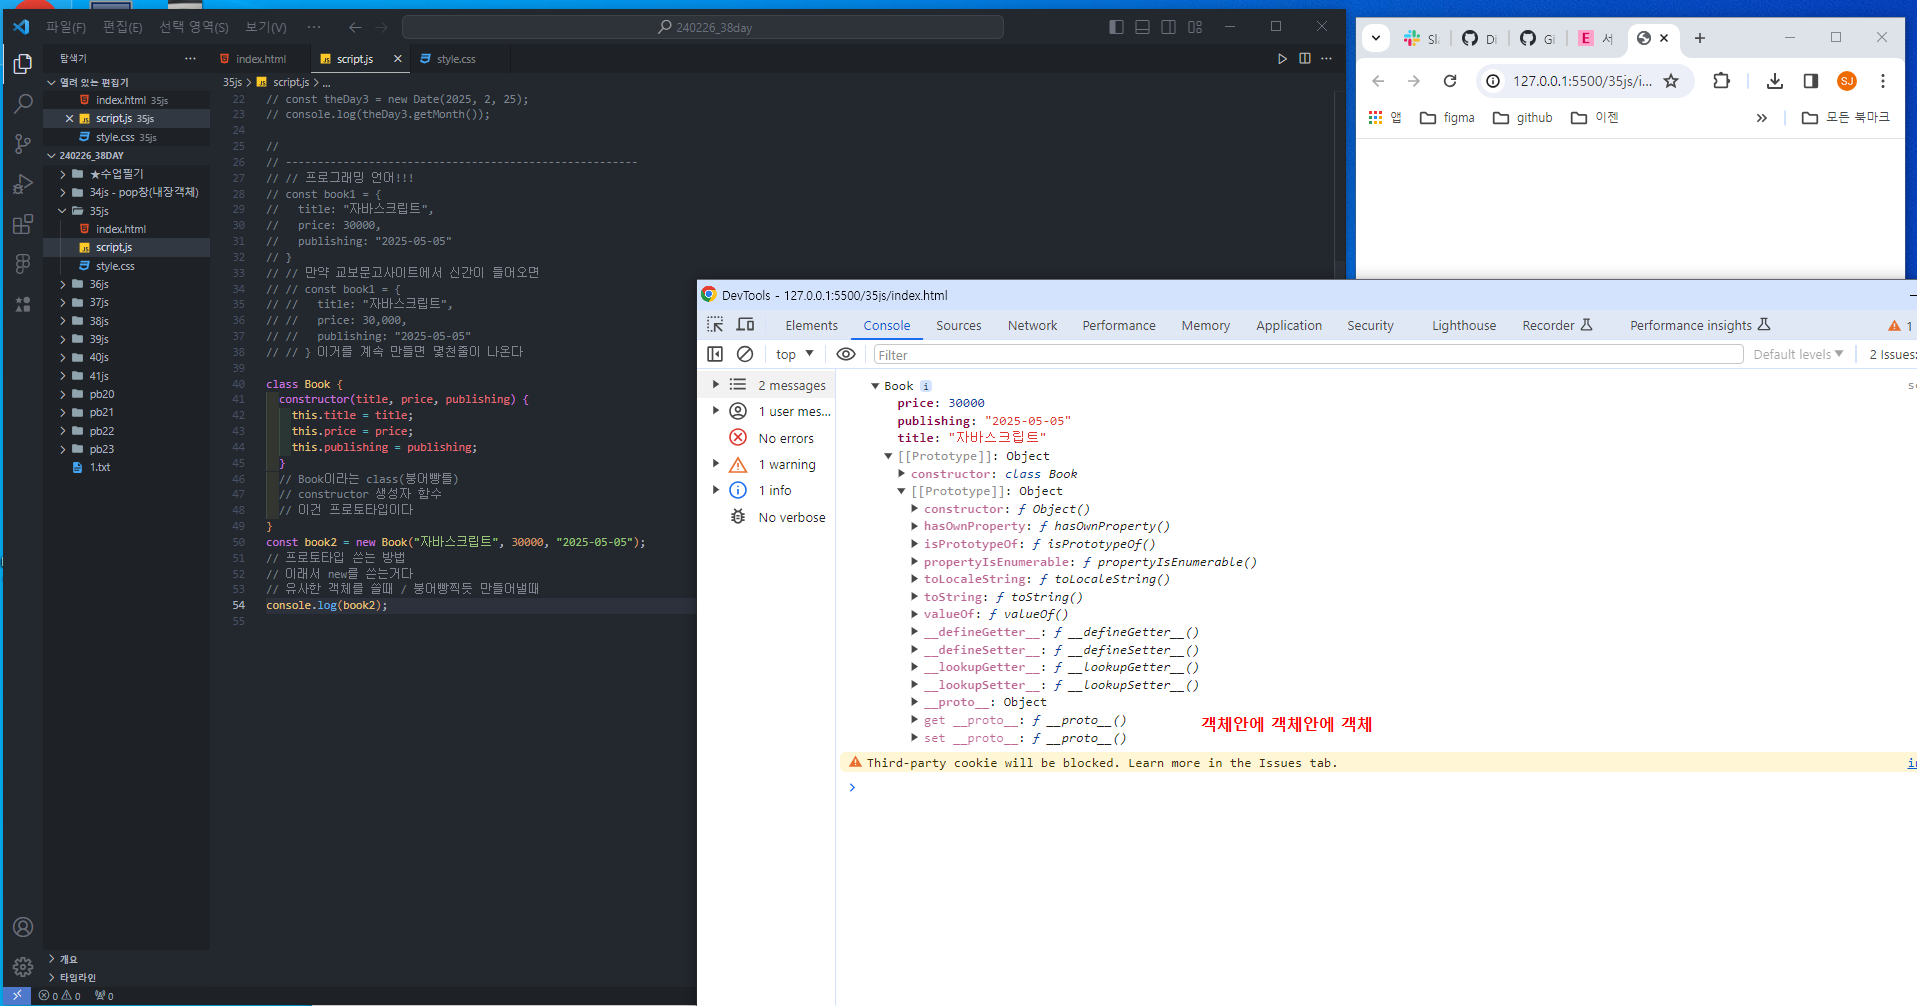 파일(F) 편집(E) 선택 영역(S) 보기(V) ··· 240226_38day
탐색기 ···
index.html script.js style.css
열려 있는 편집기
index.html 35js
script.js 35js
style.css 35js
240226_38DAY
★수업필기
34js - pop창(내장객체)
35js
index.html
script.js
style.css
36js
37js
38js
39js
40js
41js
pb20
pb21
pb22
pb23
1.txt
개요
타임라인
0 0 0
35js > script.js > ...
22 // const theDay3 = new Date(2025, 2, 25);
23 // console.log(theDay3.getMonth());
24
25 //
26 // -------------------------------------------------------
27 // // 프로그래밍 언어!!!
28 // const book1 = {
29 //   title: "자바스크립트",
30 //   price: 30000,
31 //   publishing: "2025-05-05"
32 // }
33 // // 만약 교보문고사이트에서 신간이 들어오면
34 // // const book1 = {
35 // //   title: "자바스크립트",
36 // //   price: 30,000,
37 // //   publishing: "2025-05-05"
38 // // } 이거를 계속 만들면 몇천줄이 나온다
39
40 class Book {
41   constructor(title, price, publishing) {
42     this.title = title;
43     this.price = price;
44     this.publishing = publishing;
45   }
46   // Book이라는 class(붕어빵틀)
47   // constructor 생성자 함수
48   // 이건 프로토타입이다
49 }
50 const book2 = new Book("자바스크립트", 30000, "2025-05-05");
51 // 프로토타입 쓰는 방법
52 // 이래서 new를 쓰는거다
53 // 유사한 객체를 쓸때 / 붕어빵찍듯 만들어낼때
54 console.log(book2);
55
Sl Di Gi E 서
127.0.0.1:5500/35js/i... SJ
앱 figma github 이젠 » 모든 북마크
DevTools - 127.0.0.1:5500/35js/index.html
Elements Console Sources Network Performance Memory Application Security Lighthouse Recorder Performance insights 1
top Filter Default levels 2 Issues:
2 messages
1 user mes...
No errors
1 warning
1 info
No verbose
Book i
price: 30000
publishing: "2025-05-05"
title: "자바스크립트"
[[Prototype]]: Object
constructor: class Book
[[Prototype]]: Object
constructor: ƒ Object()
hasOwnProperty: ƒ hasOwnProperty()
isPrototypeOf: ƒ isPrototypeOf()
propertyIsEnumerable: ƒ propertyIsEnumerable()
toLocaleString: ƒ toLocaleString()
toString: ƒ toString()
valueOf: ƒ valueOf()
__defineGetter__: ƒ __defineGetter__()
__defineSetter__: ƒ __defineSetter__()
__lookupGetter__: ƒ __lookupGetter__()
__lookupSetter__: ƒ __lookupSetter__()
__proto__: Object
get __proto__: ƒ __proto__()
set __proto__: ƒ __proto__()
객체안에 객체안에 객체
Third-party cookie will be blocked. Learn more in the Issues tab.